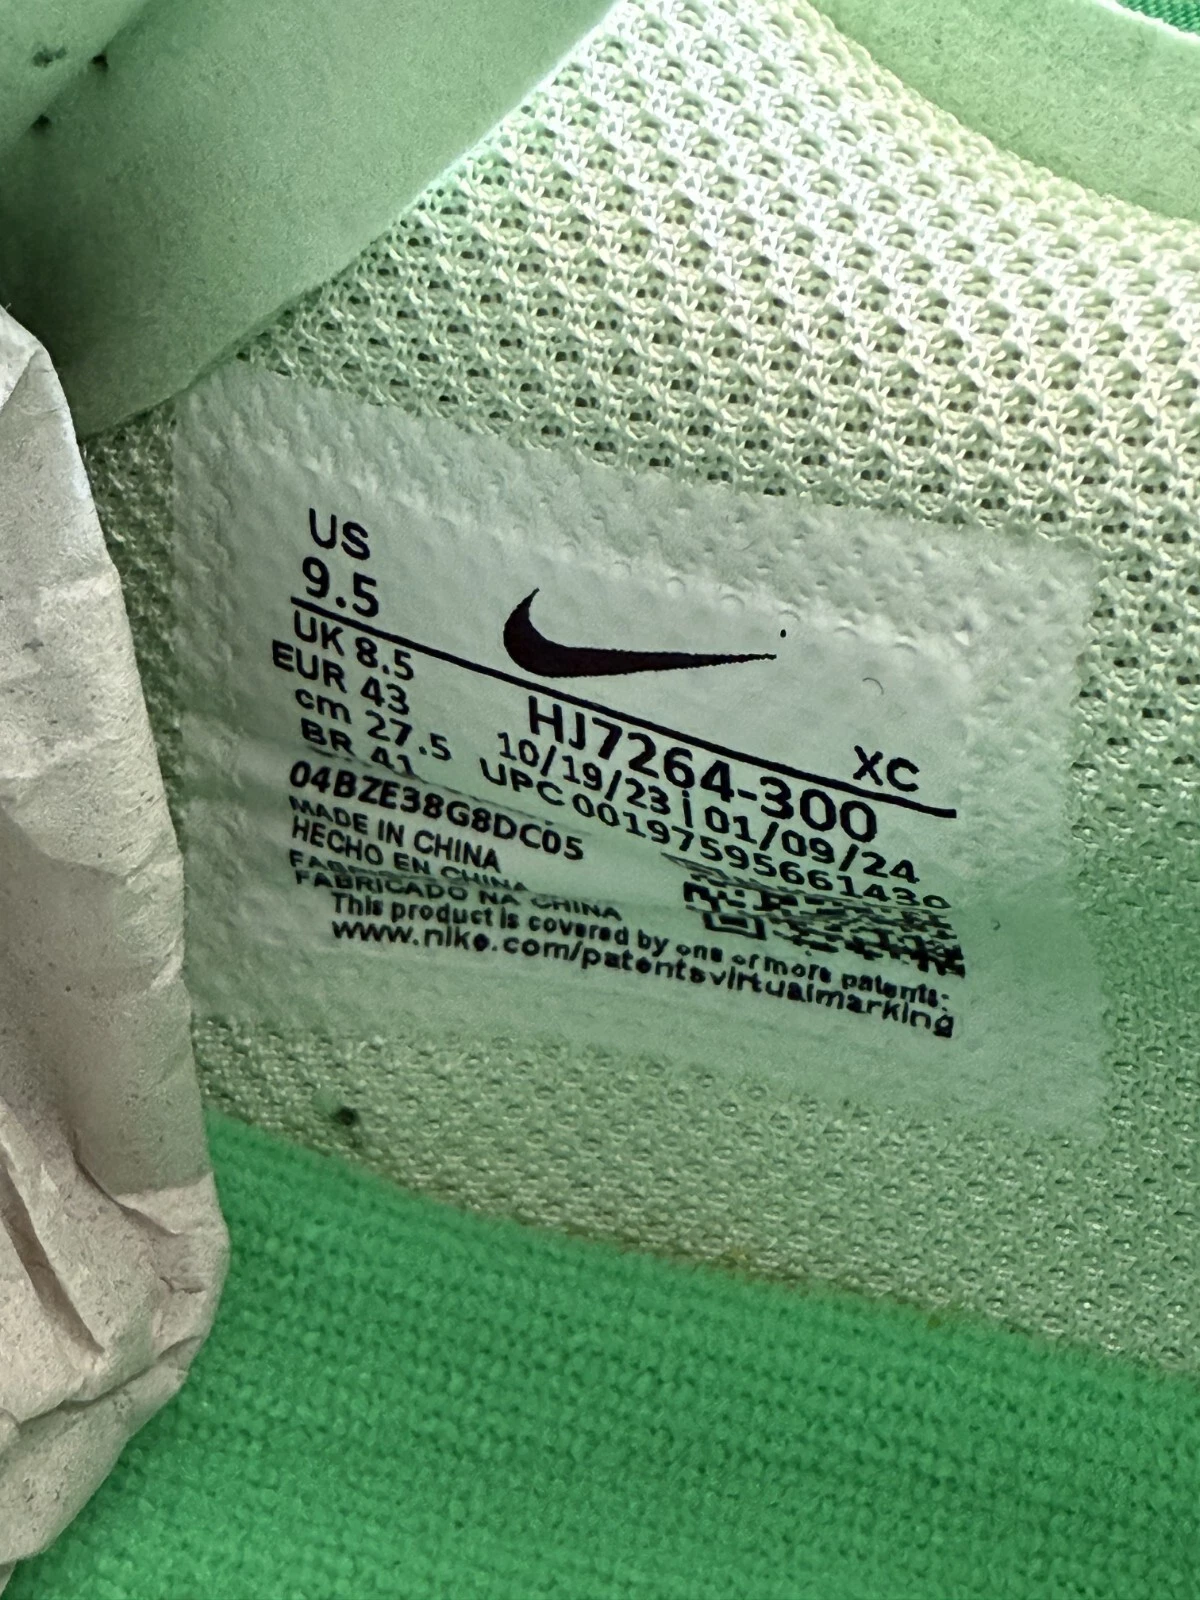 US
9.5
UK 8.5
EUR 43
cm 27.5
BR 41
XC
HJ7264-300
10/19/23 | 01/09/24
UPC 00197595661430
04BZE38G8DC05
MADE IN CHINA
HECHO EN CHINA
FABRICADO NA CHINA
This product is covered by one or more patents:
www.nike.com/patentsvirtualmarking